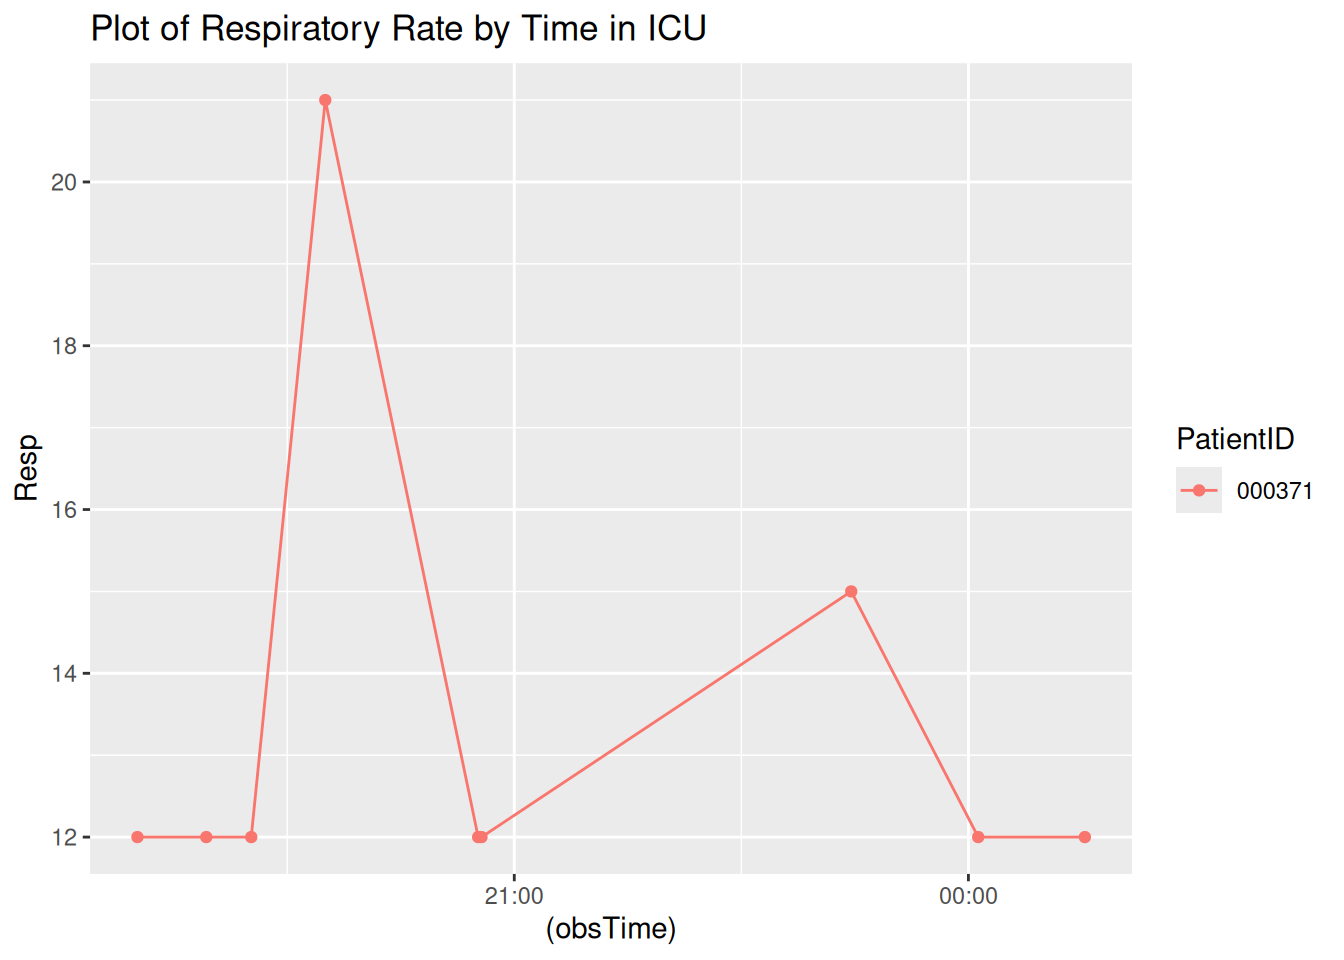 Plot of Respiratory Rate by Time in ICU
Resp
20
18
16
14
12
21:00
00:00
(obsTime)
PatientID
000371